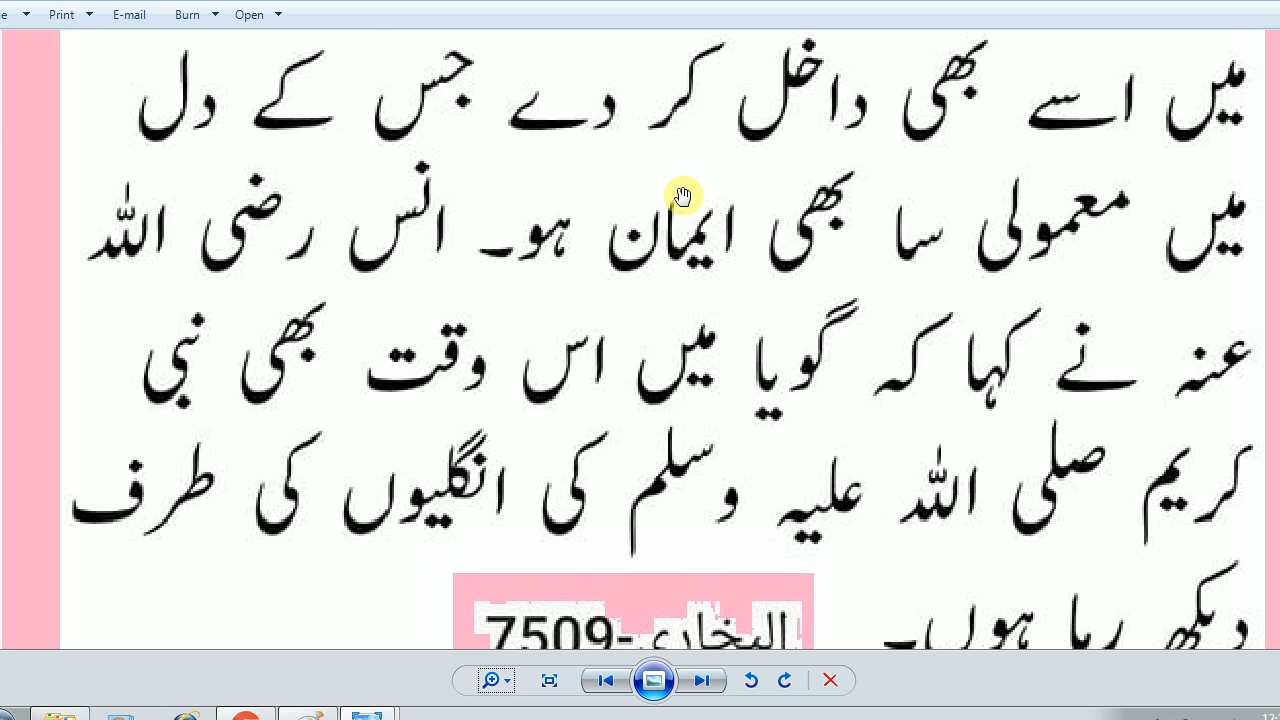 Print E-mail Burn Open
میں اسے بھی داخل کر دے جس کے دل
میں معمولی سا بھی ایمان ہو۔ انس رضی اللہ
عنہ نے کہا کہ گویا میں اس وقت بھی نبی
کریم صلی اللہ علیہ وسلم کی انگلیوں کی طرف
دیکھ رہا ہوں۔
البخاری-7509